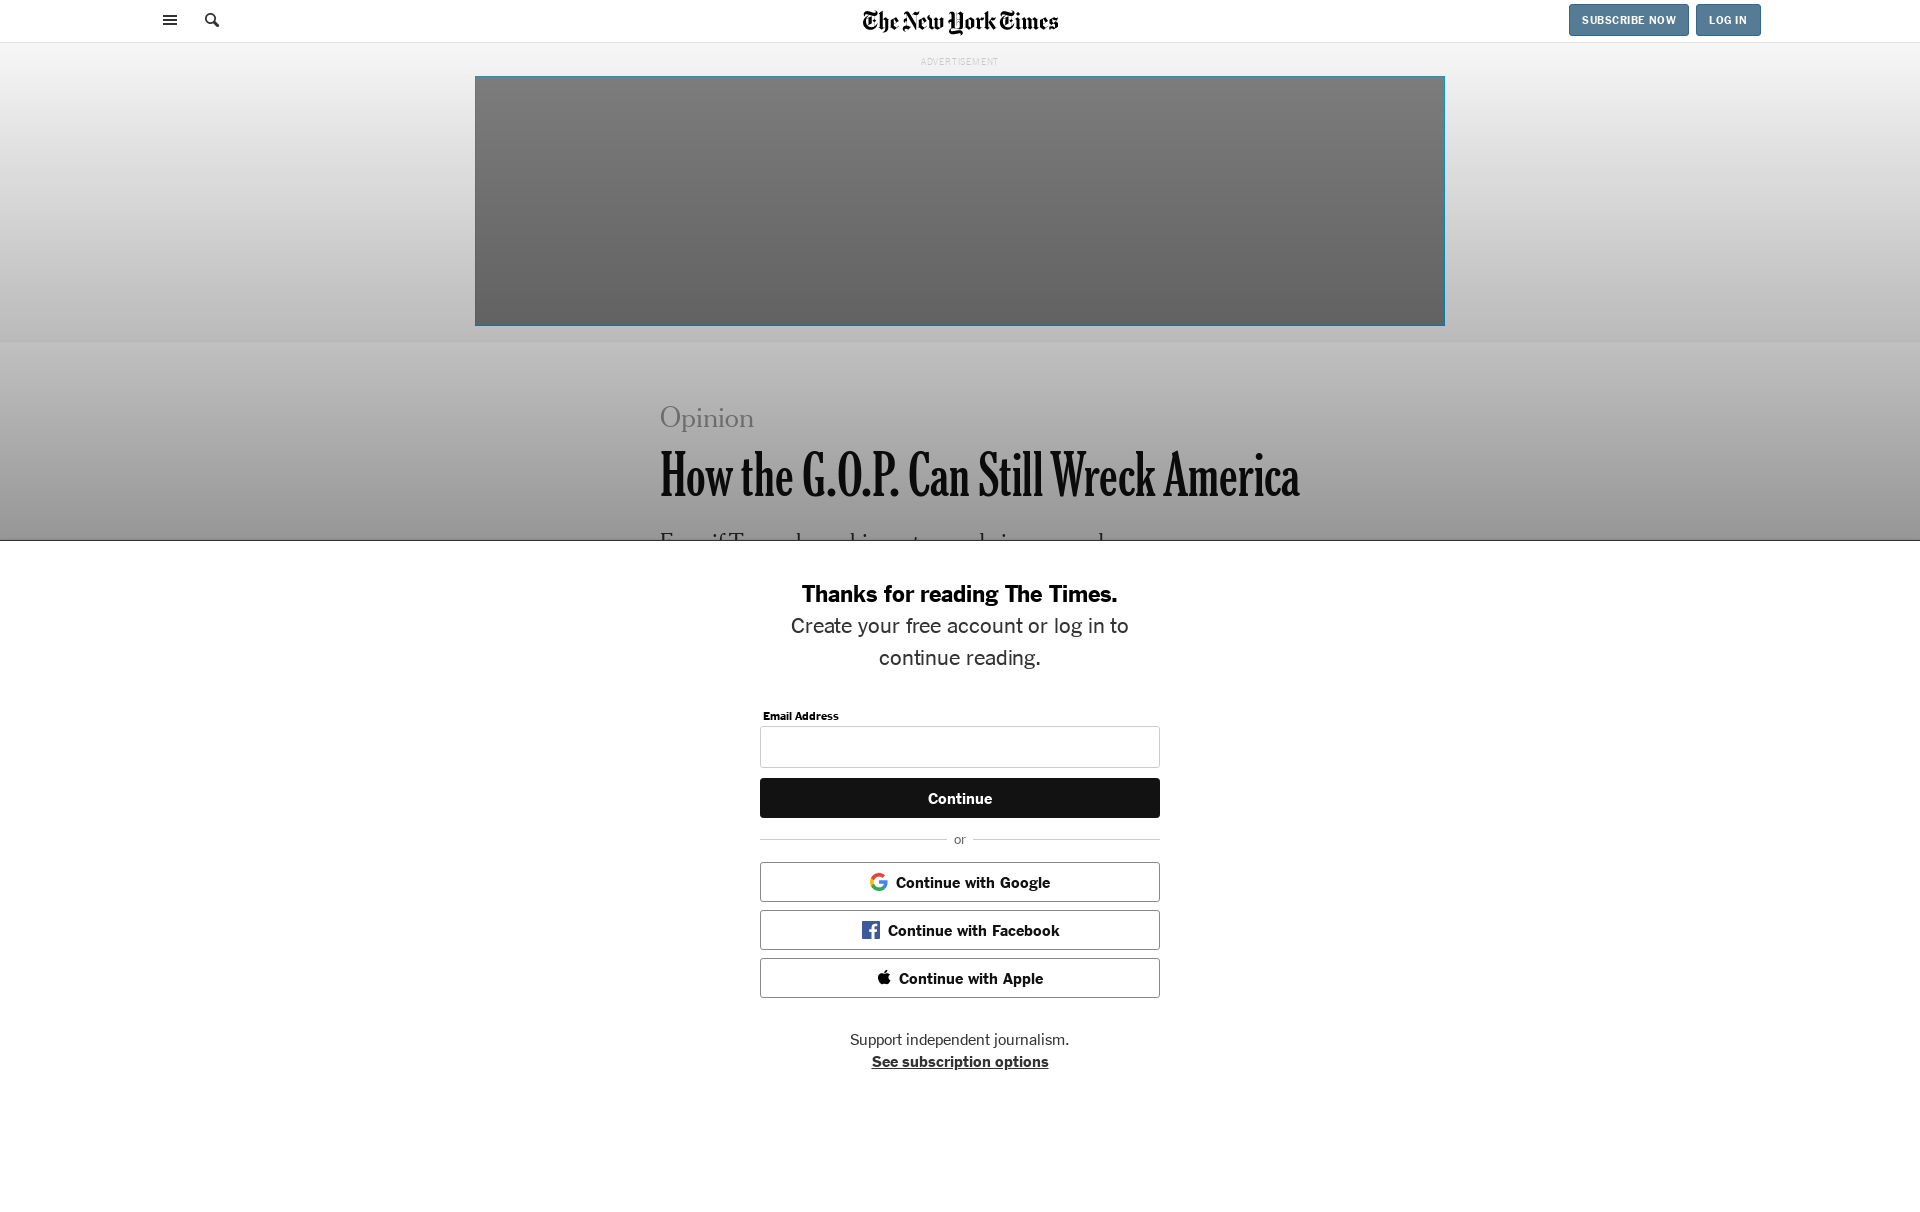 The New York Times
SUBSCRIBE NOW
LOG IN
ADVERTISEMENT
Opinion
How the G.O.P. Can Still Wreck America
Thanks for reading The Times.
Create your free account or log in to
continue reading.
Email Address
Continue
or
Continue with Google
Continue with Facebook
Continue with Apple
Support independent journalism.
See subscription options